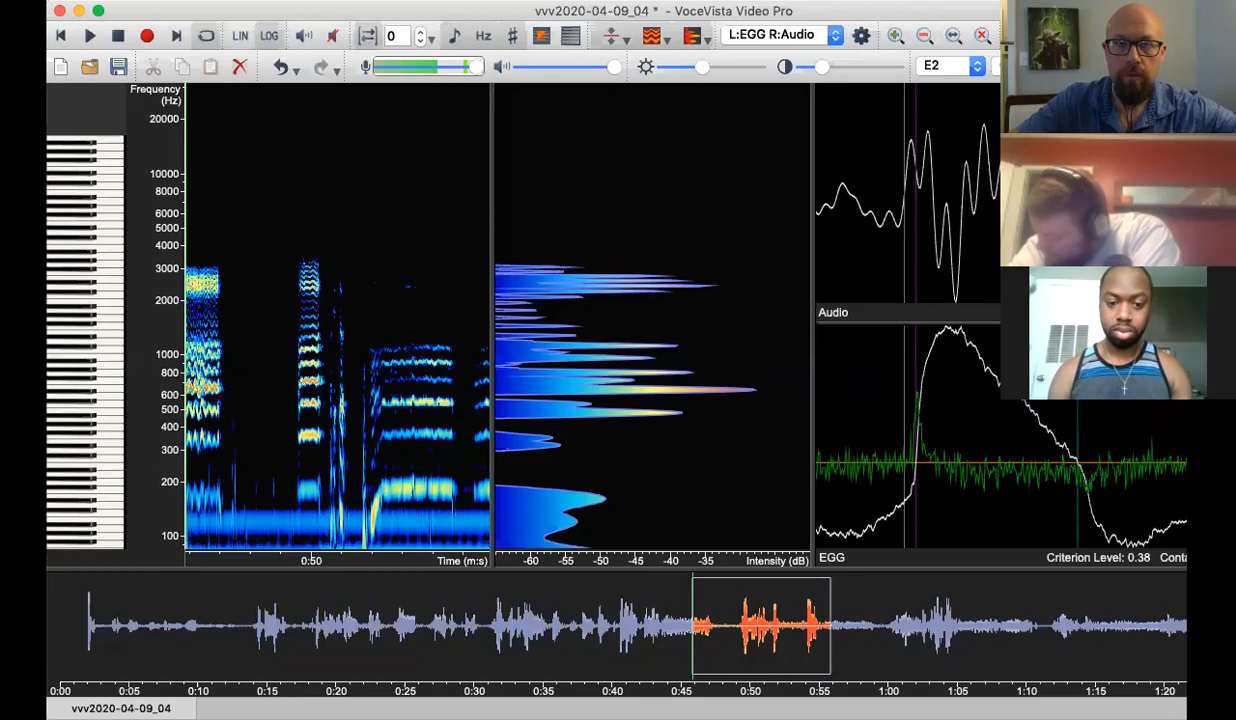 vvv2020-04-09_04 * - VoceVista Video Pro
LIN LOG 0 Hz L:EGG R:Audio
E2
Frequency
(Hz)
20000
10000
8000
6000
5000
4000
3000
2000
1000
800
600
500
400
300
200
100
0:50 Time (m:s)
-60 -55 -50 -45 -40 -35 Intensity (dB)
Audio
EGG Criterion Level: 0.38 Conta
0:00 0:05 0:10 0:15 0:20 0:25 0:30 0:35 0:40 0:45 0:50 0:55 1:00 1:05 1:10 1:15 1:20
vvv2020-04-09_04